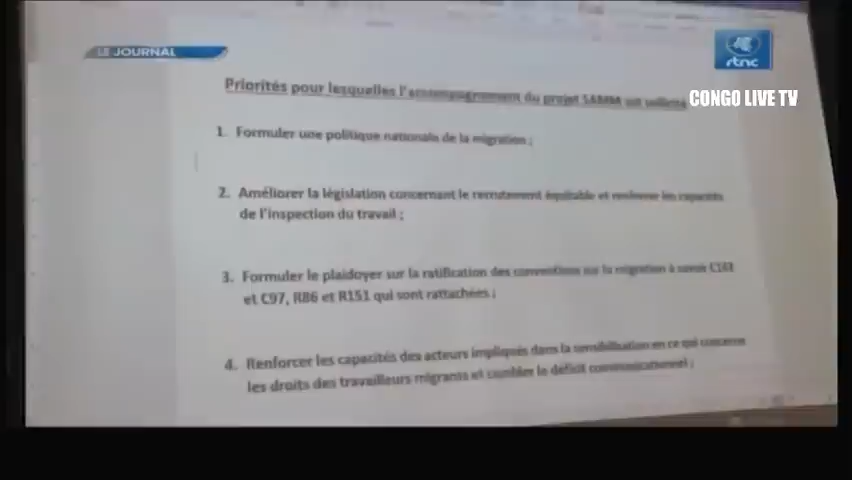 LE JOURNAL
rtnc
CONGO LIVE TV
Priorités pour lesquelles l'accompagnement du projet SAMM est sollicité
1. Formuler une politique nationale de la migration ;
2. Améliorer la législation concernant le recrutement équitable et renforcer les capacités
de l'inspection du travail ;
3. Formuler le plaidoyer sur la ratification des conventions sur la migration à savoir
et C97, R86 et R151 qui sont rattachées ;
4. Renforcer les capacités des acteurs impliqués dans la sensibilisation en ce qui concerne
les droits des travailleurs migrants et combler le déficit communicationnel ;